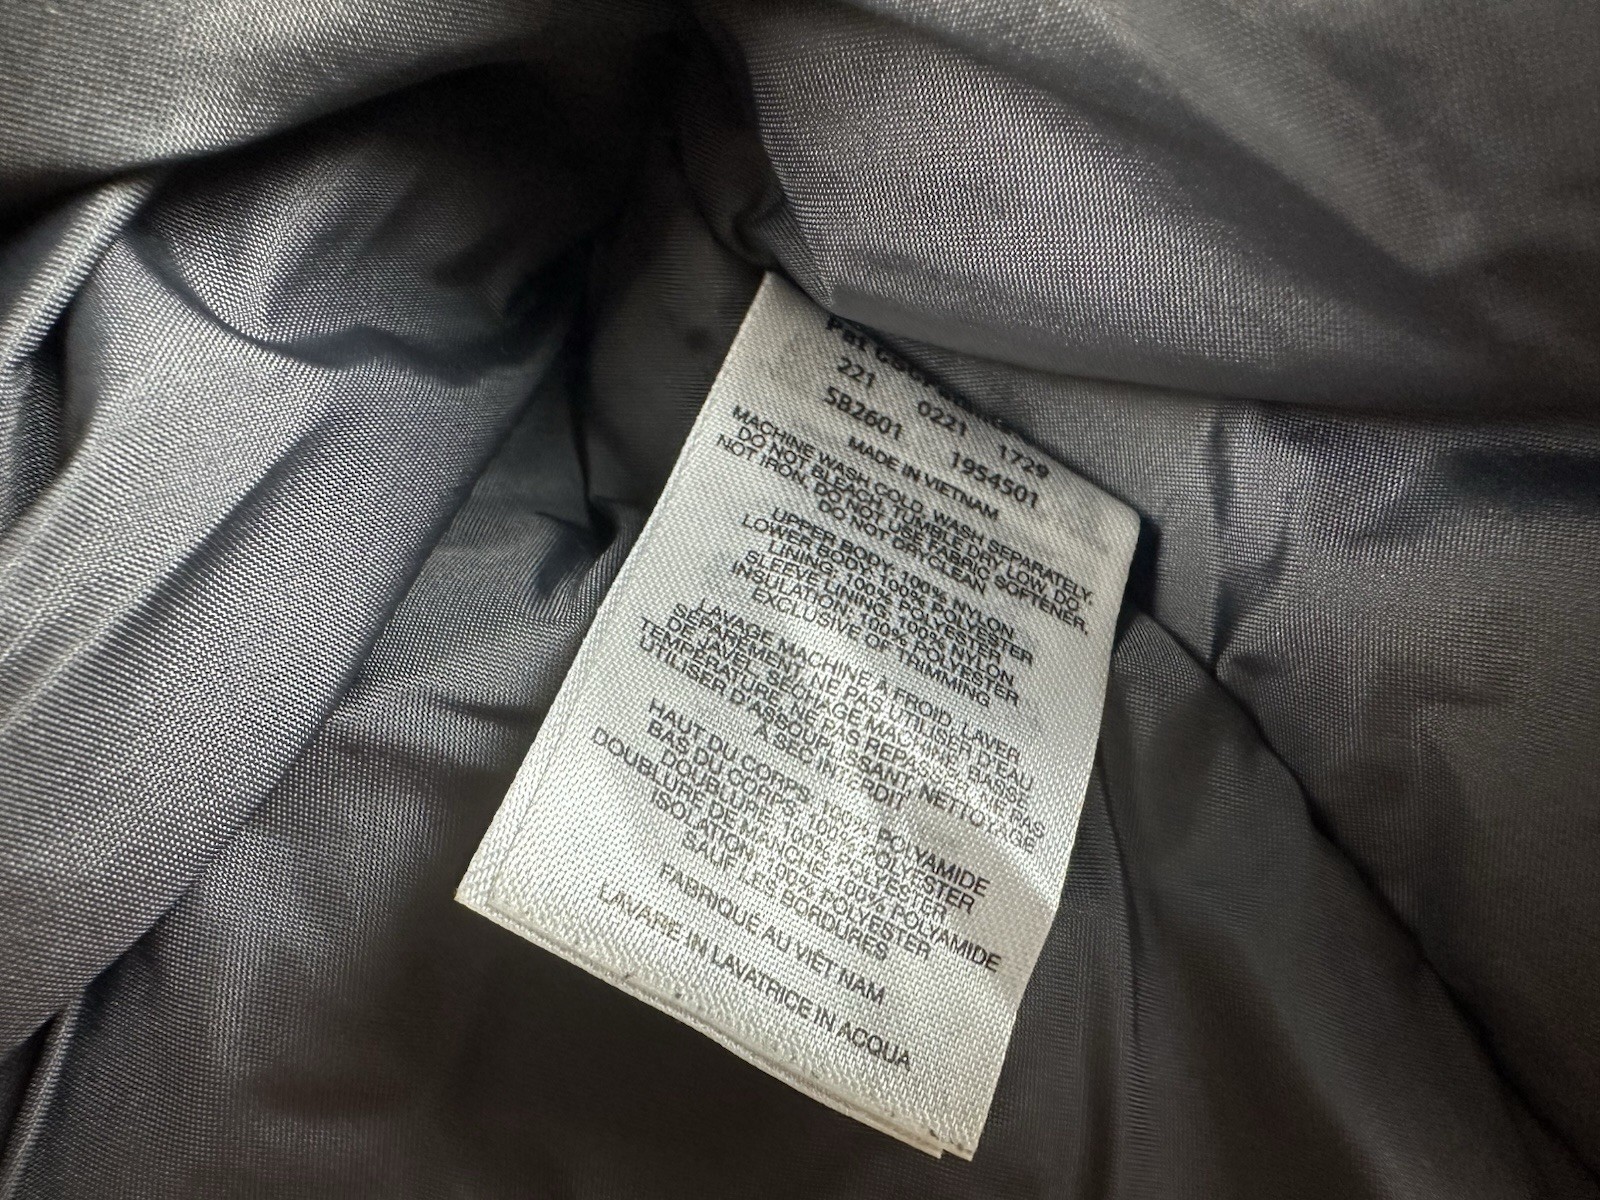 221 0221 1729
SB2601 1954501
MADE IN VIETNAM
MACHINE WASH COLD. WASH SEPARATELY.
DO NOT BLEACH. TUMBLE DRY LOW. DO
NOT IRON. DO NOT USE FABRIC SOFTENER.
DO NOT DRYCLEAN
UPPER BODY: 100% NYLON
LOWER BODY: 100% POLYESTER
LINING: 100% POLYESTER
SLEEVE LINING: 100% NYLON
INSULATION: 100% POLYESTER
EXCLUSIVE OF TRIMMING
LAVAGE MACHINE À FROID, LAVER
SÉPARÉMENT, NE PAS UTILISER D'EAU
DE JAVEL, SÉCHAGE MACHINE, BASSE
TEMPÉRATURE, NE PAS REPASSER, NE PAS
UTILISER D'ASSOUPLISSANT, NETTOYAGE
À SEC INTERDIT
HAUT DU CORPS: 100% POLYAMIDE
BAS DU CORPS: 100% POLYESTER
DOUBLURE: 100% POLYESTER
DOUBLURE DE MANCHE: 100% POLYAMIDE
ISOLATION: 100% POLYESTER
SAUF LES BORDURES
FABRIQUÉ AU VIÊT NAM
LAVARE IN LAVATRICE IN ACQUA